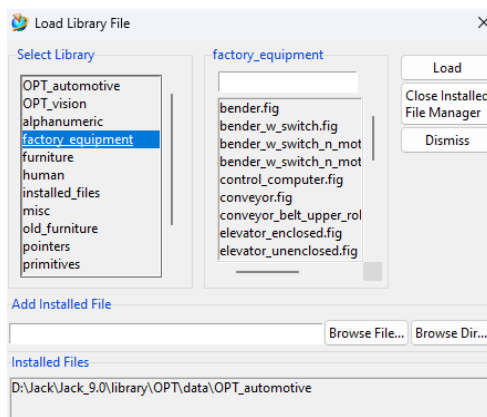 Load Library File
Select Library
OPT_automotive
OPT_vision
alphanumeric
factory_equipment
furniture
human
installed_files
misc
old_furniture
pointers
primitives
factory_equipment
bender.fig
bender_w_switch.fig
bender_w_switch_n_mot
bender_w_switch_n_mot
control_computer.fig
conveyor.fig
conveyor_belt_upper_rol
elevator_enclosed.fig
elevator_unenclosed.fig
Load
Close Installed
File Manager
Dismiss
Add Installed File
Browse File... Browse Dir...
Installed Files
D:\Jack\Jack_9.0\library\OPT\data\OPT_automotive